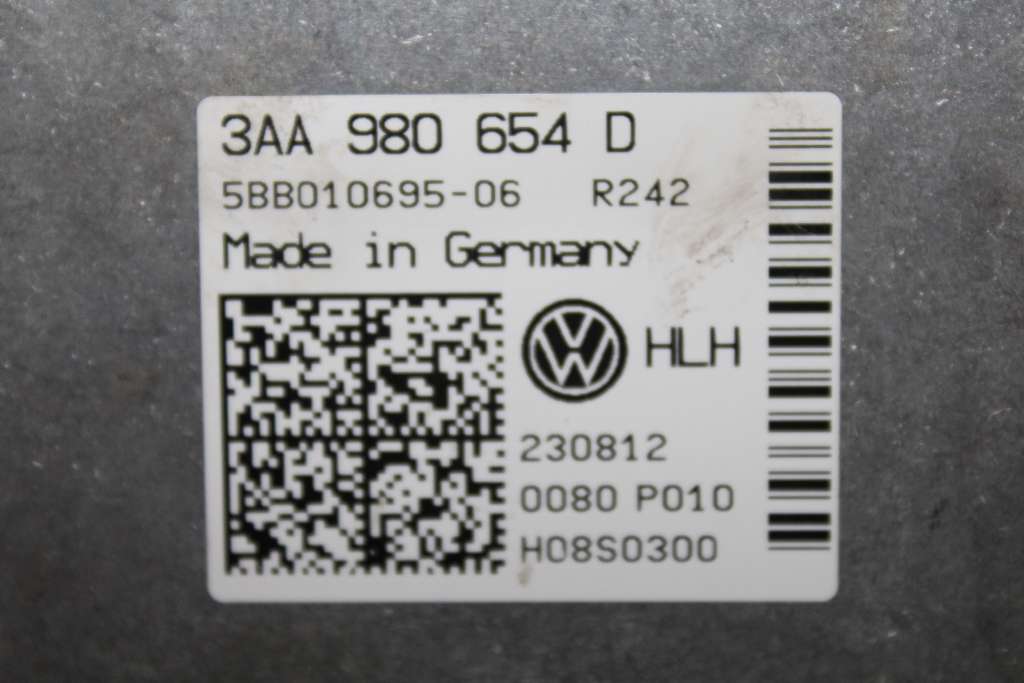 3AA 980 654 D
5BB010695-06 R242
Made in Germany
HLH
230812
0080 P010
H08S0300